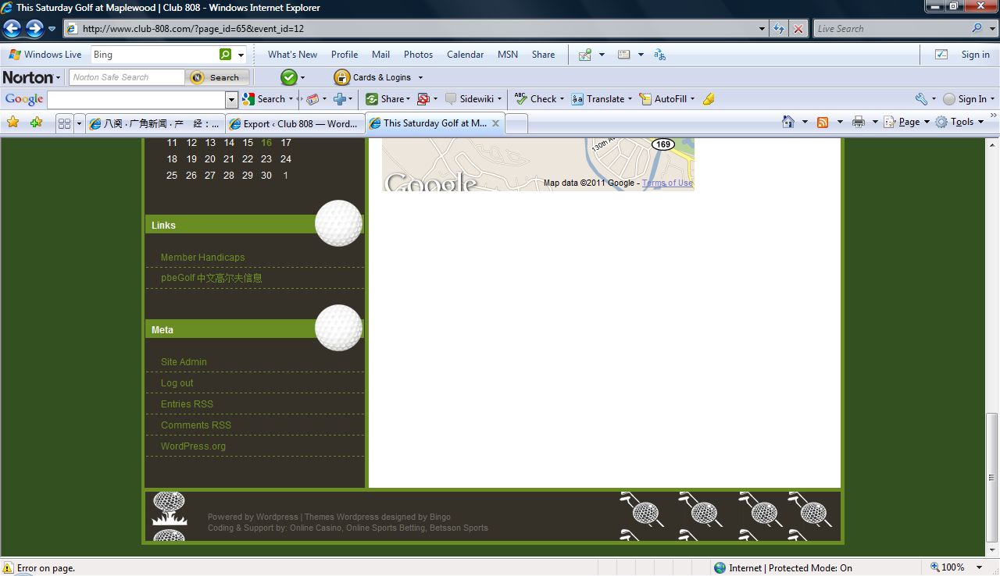 This Saturday Golf at Maplewood | Club 808 - Windows Internet Explorer
http://www.club-808.com/?page_id=65&event_id=12
Live Search
Windows Live Bing What's New Profile Mail Photos Calendar MSN Share Sign in
Norton Norton Safe Search Search Cards & Logins
Google Search Share Sidewiki Check Translate AutoFill Sign In
八闽 · 广角新闻 · 产 经：... Export ‹ Club 808 — Word... This Saturday Golf at M... Page Tools
11 12 13 14 15 16 17
18 19 20 21 22 23 24
25 26 27 28 29 30 1
130th Av
169
Google
Map data ©2011 Google - Terms of Use
Links
Member Handicaps
pbeGolf 中文高尔夫信息
Meta
Site Admin
Log out
Entries RSS
Comments RSS
WordPress.org
Powered by Wordpress | Themes Wordpress designed by Bingo
Coding & Support by: Online Casino, Online Sports Betting, Betsson Sports
Error on page.
Internet | Protected Mode: On
100%